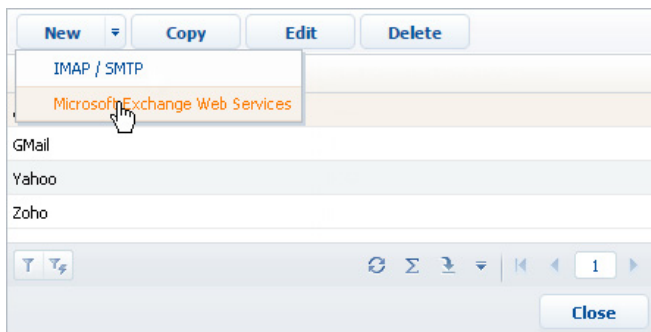 New Copy Edit Delete
IMAP / SMTP
Microsoft Exchange Web Services
GMail
Yahoo
Zoho
1
Close